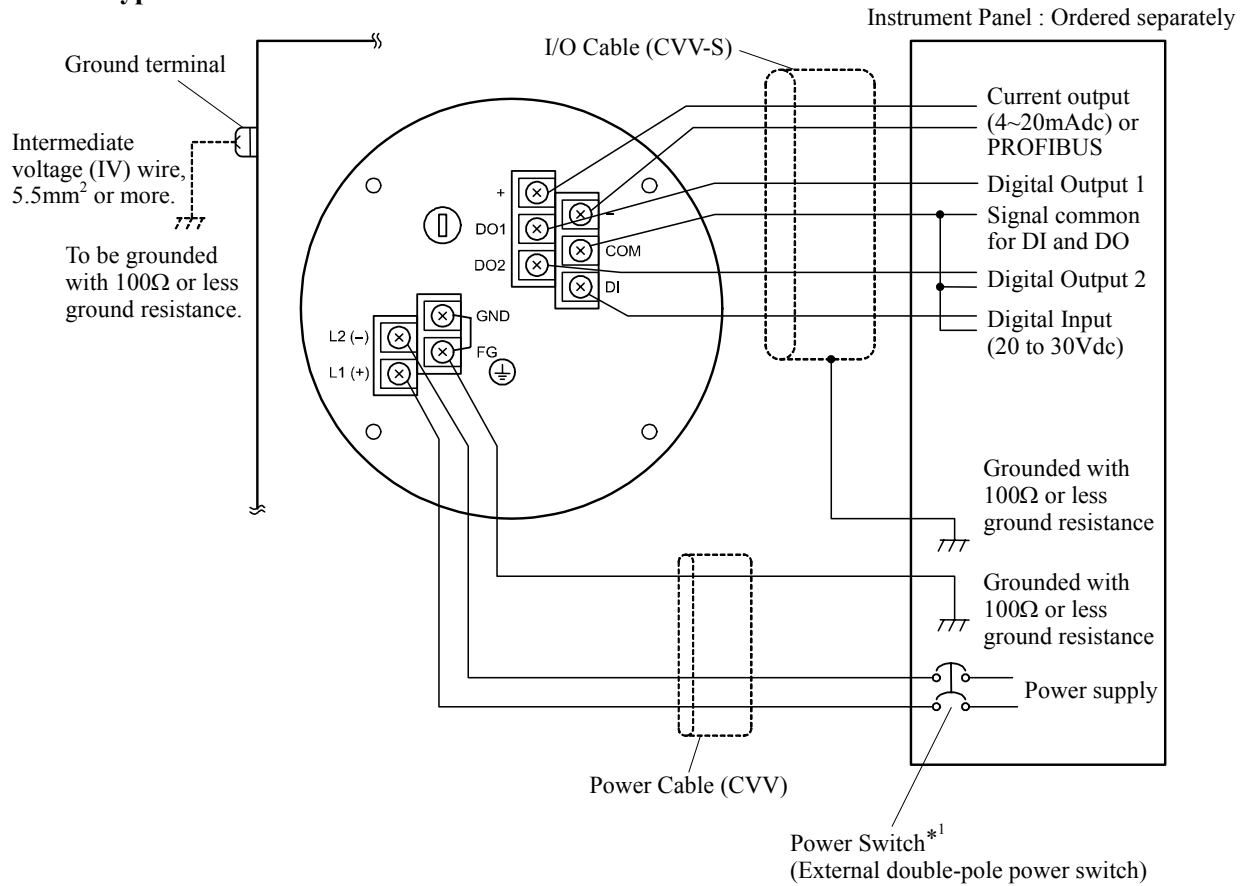 Instrument Panel : Ordered separately
I/O Cable (CVV-S)
Ground terminal
Intermediate
voltage (IV) wire,
5.5mm² or more.
To be grounded
with 100Ω or less
ground resistance.
+
DO1
DO2
-
COM
DI
GND
FG
L2 (–)
L1 (+)
Current output
(4~20mAdc) or
PROFIBUS
Digital Output 1
Signal common
for DI and DO
Digital Output 2
Digital Input
(20 to 30Vdc)
Grounded with
100Ω or less
ground resistance
Grounded with
100Ω or less
ground resistance
Power supply
Power Cable (CVV)
Power Switch*¹
(External double-pole power switch)